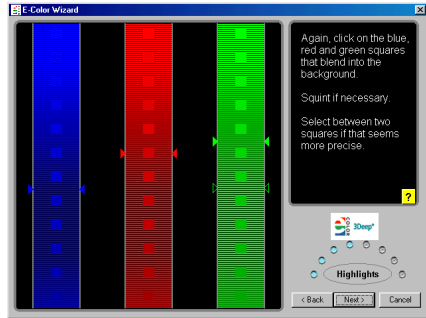 E-Color Wizard
Again, click on the blue,
red and green squares
that blend into the
background.
Squint if necessary.
Select between two
squares if that seems
more precise.
?
3Deep®
Highlights
< Back
Next >
Cancel